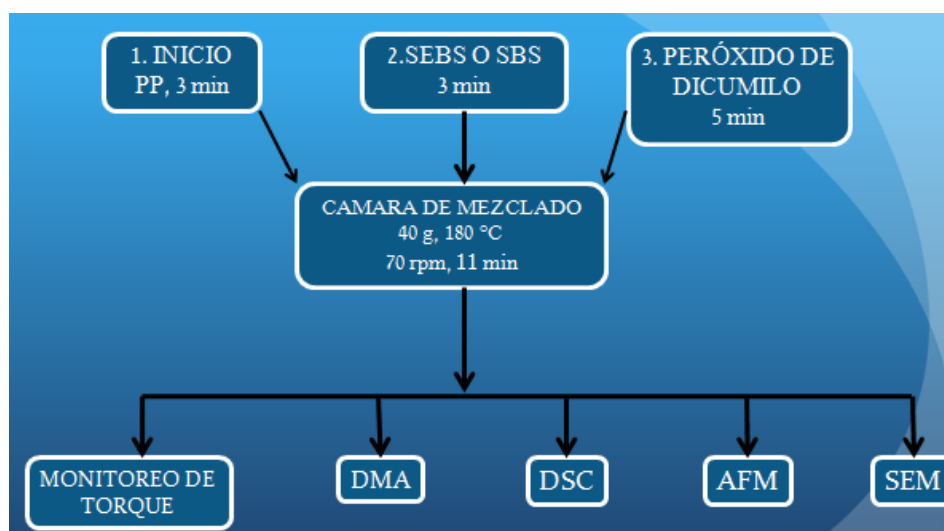 1. INICIO
PP, 3 min
2.SEBS O SBS
3 min
3. PERÓXIDO DE
DICUMILO
5 min
CAMARA DE MEZCLADO
40 g, 180 °C
70 rpm, 11 min
MONITOREO DE
TORQUE
DMA
DSC
AFM
SEM